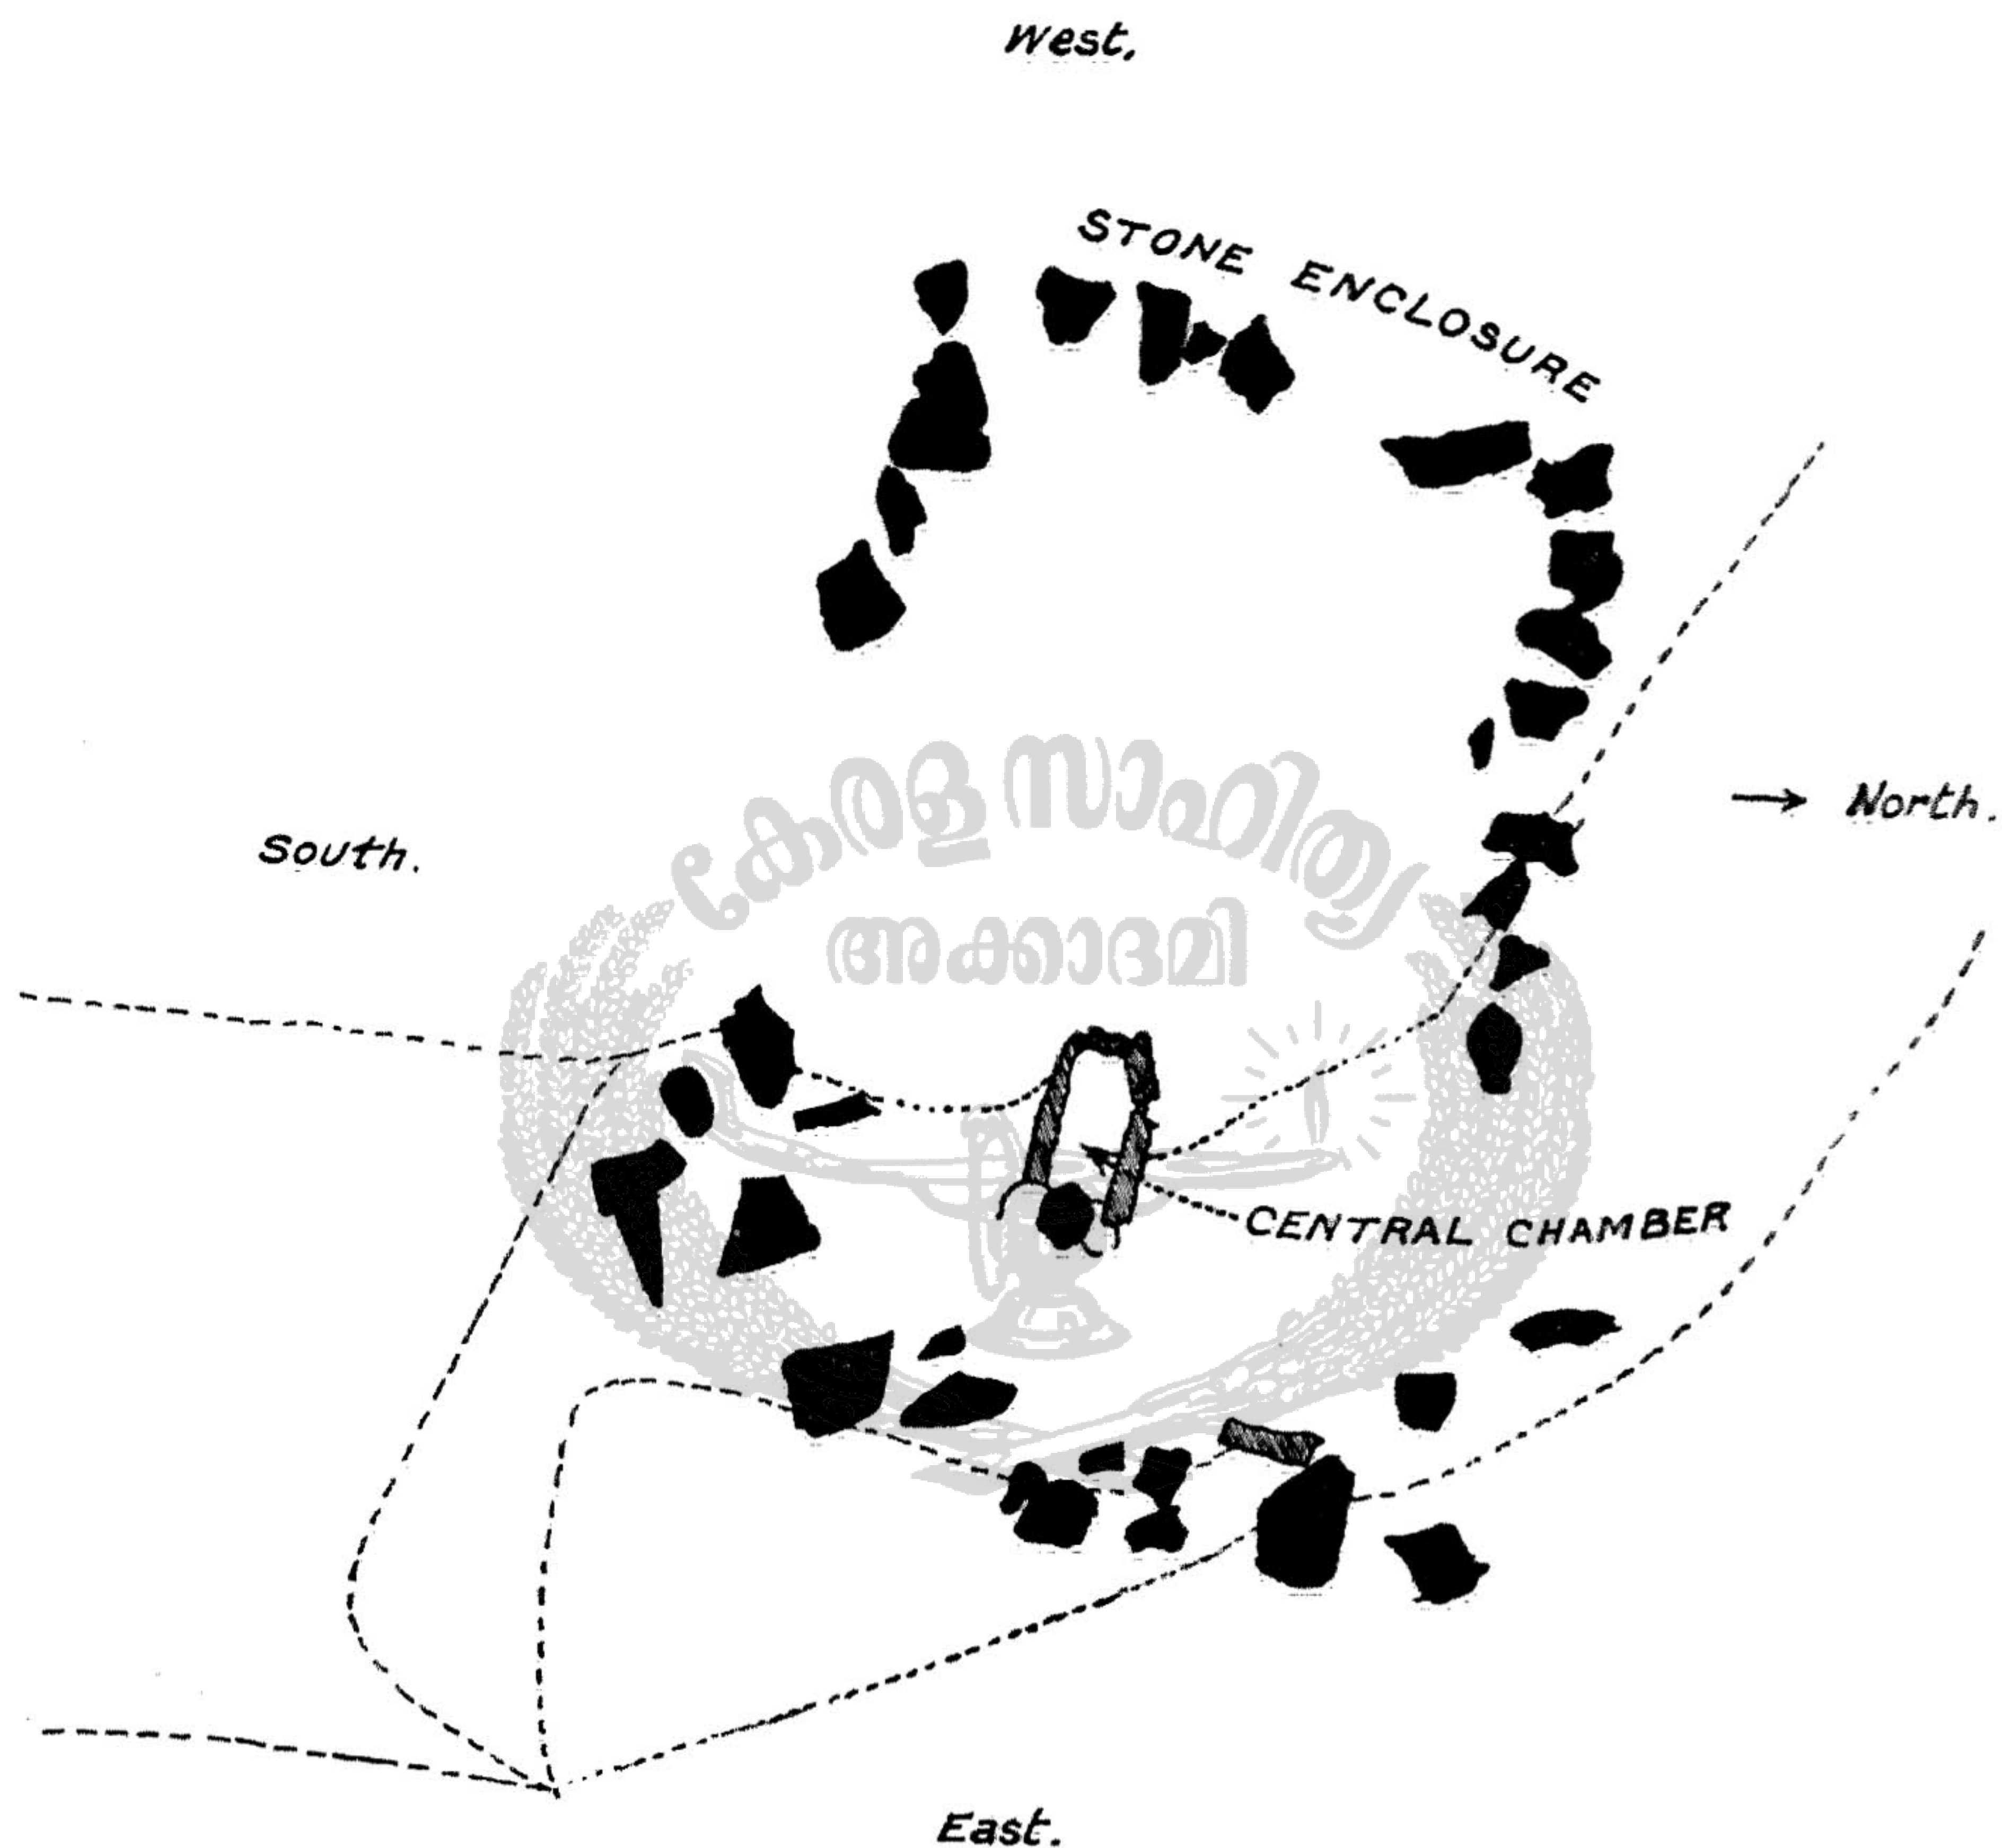 West.
STONE ENCLOSURE
→ North.
South.
കേരള സാഹിത്യ
അക്കാദമി
CENTRAL CHAMBER
East.